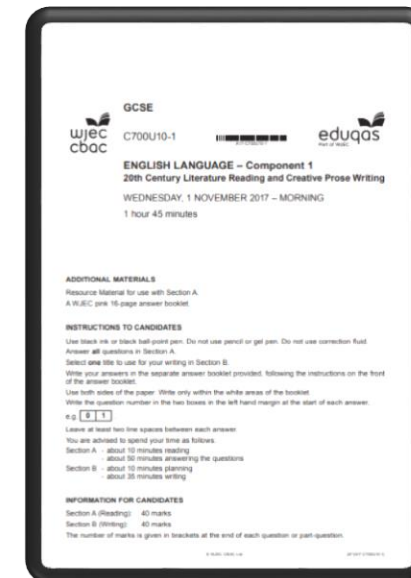 GCSE
wjec
cbac
C700U10-1
eduqas
Part of WJEC
ENGLISH LANGUAGE – Component 1
20th Century Literature Reading and Creative Prose Writing
WEDNESDAY, 1 NOVEMBER 2017 – MORNING
1 hour 45 minutes
ADDITIONAL MATERIALS
Resource Material for use with Section A.
A WJEC pink 16-page answer booklet.
INSTRUCTIONS TO CANDIDATES
Use black ink or black ball-point pen. Do not use pencil or gel pen. Do not use correction fluid.
Answer all questions in Section A.
Select one title to use for your writing in Section B.
Write your answers in the separate answer booklet provided, following the instructions on the front
of the answer booklet.
Use both sides of the paper. Write only within the white areas of the booklet.
Write the question number in the two boxes in the left hand margin at the start of each answer.
e.g. 0 1
Leave at least two line spaces between each answer.
You are advised to spend your time as follows:
Section A - about 10 minutes reading
- about 50 minutes answering the questions
Section B - about 10 minutes planning
- about 35 minutes writing
INFORMATION FOR CANDIDATES
Section A (Reading): 40 marks
Section B (Writing): 40 marks
The number of marks is given in brackets at the end of each question or part-question.